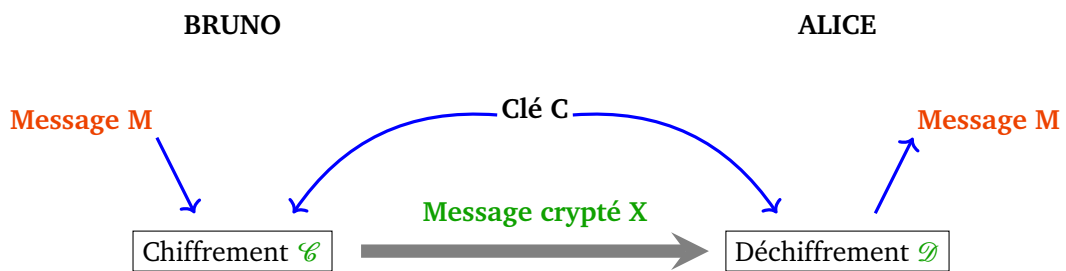 BRUNO ALICE
Clé C
Message M Message M
Message crypté X
Chiffrement 𝒞 Déchiffrement 𝒟